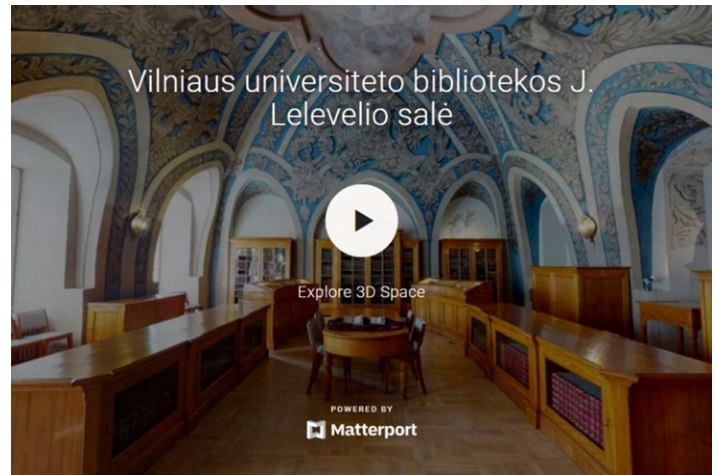 Vilniaus universiteto bibliotekos J.
Lelevelio salė
Explore 3D Space
POWERED BY
Matterport